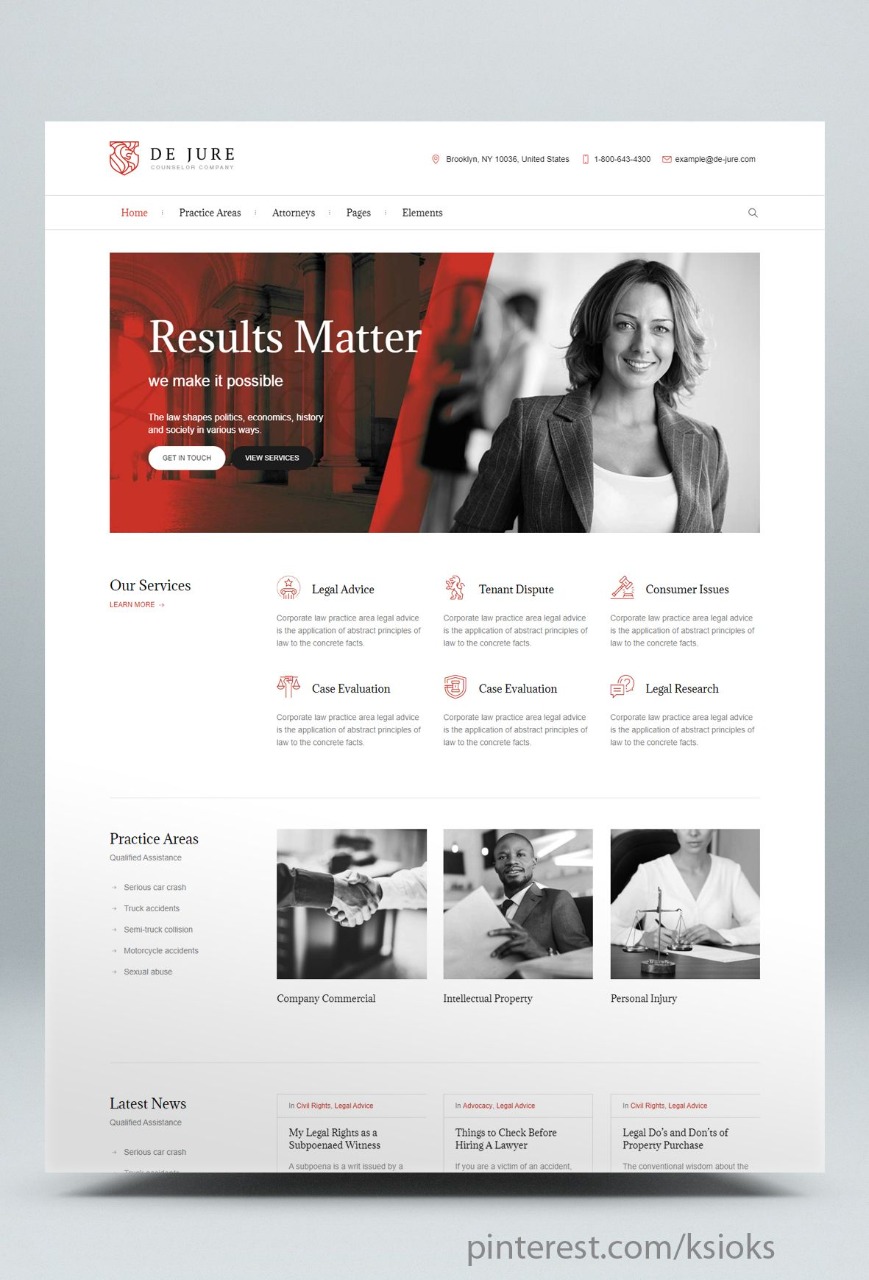 DE JURE
COUNSELOR COMPANY
Brooklyn, NY 10036, United States
1-800-643-4300
example@de-jure.com
Home
Practice Areas
Attorneys
Pages
Elements
Results Matter
we make it possible
The law shapes politics, economics, history
and society in various ways.
GET IN TOUCH
VIEW SERVICES
Our Services
LEARN MORE →
Legal Advice
Corporate law practice area legal advice
is the application of abstract principles of
law to the concrete facts.
Tenant Dispute
Corporate law practice area legal advice
is the application of abstract principles of
law to the concrete facts.
Consumer Issues
Corporate law practice area legal advice
is the application of abstract principles of
law to the concrete facts.
Case Evaluation
Corporate law practice area legal advice
is the application of abstract principles of
law to the concrete facts.
Case Evaluation
Corporate law practice area legal advice
is the application of abstract principles of
law to the concrete facts.
Legal Research
Corporate law practice area legal advice
is the application of abstract principles of
law to the concrete facts.
Practice Areas
Qualified Assistance
→ Serious car crash
→ Truck accidents
→ Semi-truck collision
→ Motorcycle accidents
→ Sexual abuse
Company Commercial
Intellectual Property
Personal Injury
Latest News
Qualified Assistance
→ Serious car crash
Truck accidents
In Civil Rights, Legal Advice
My Legal Rights as a
Subpoenaed Witness
A subpoena is a writ issued by a
In Advocacy, Legal Advice
Things to Check Before
Hiring A Lawyer
If you are a victim of an accident,
In Civil Rights, Legal Advice
Legal Do's and Don'ts of
Property Purchase
The conventional wisdom about the
pinterest.com/ksioks